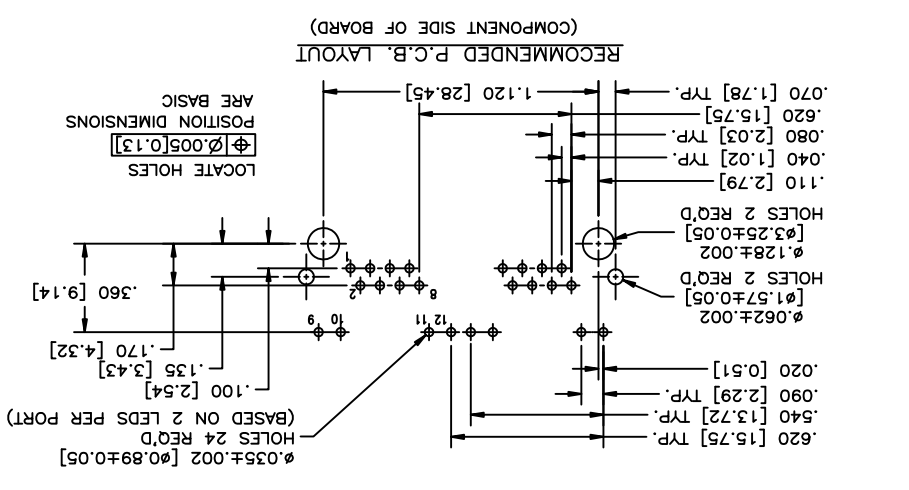 ø.035±.002 [ø0.89±0.05]
HOLES 24 REQ'D
(BASED ON 2 LEDS PER PORT)
.620 [15.75] TYP.
.540 [13.72] TYP.
.090 [2.29] TYP.
.020 [0.51]
.100 [2.54]
.135 [3.43]
.170 [4.32]
.360 [9.14]
12
11
10
9
8
2
1
ø.062±.002
[ø1.57±0.05]
HOLES 2 REQ'D
ø.128±.002
[ø3.25±0.05]
HOLES 2 REQ'D
.110 [2.79]
.040 [1.02] TYP.
.080 [2.03] TYP.
.620 [15.75]
.070 [1.78] TYP.
1.120 [28.45]
LOCATE HOLES
⌖ Ø.005[0.13]
POSITION DIMENSIONS
ARE BASIC
RECOMMENDED P.C.B. LAYOUT
(COMPONENT SIDE OF BOARD)